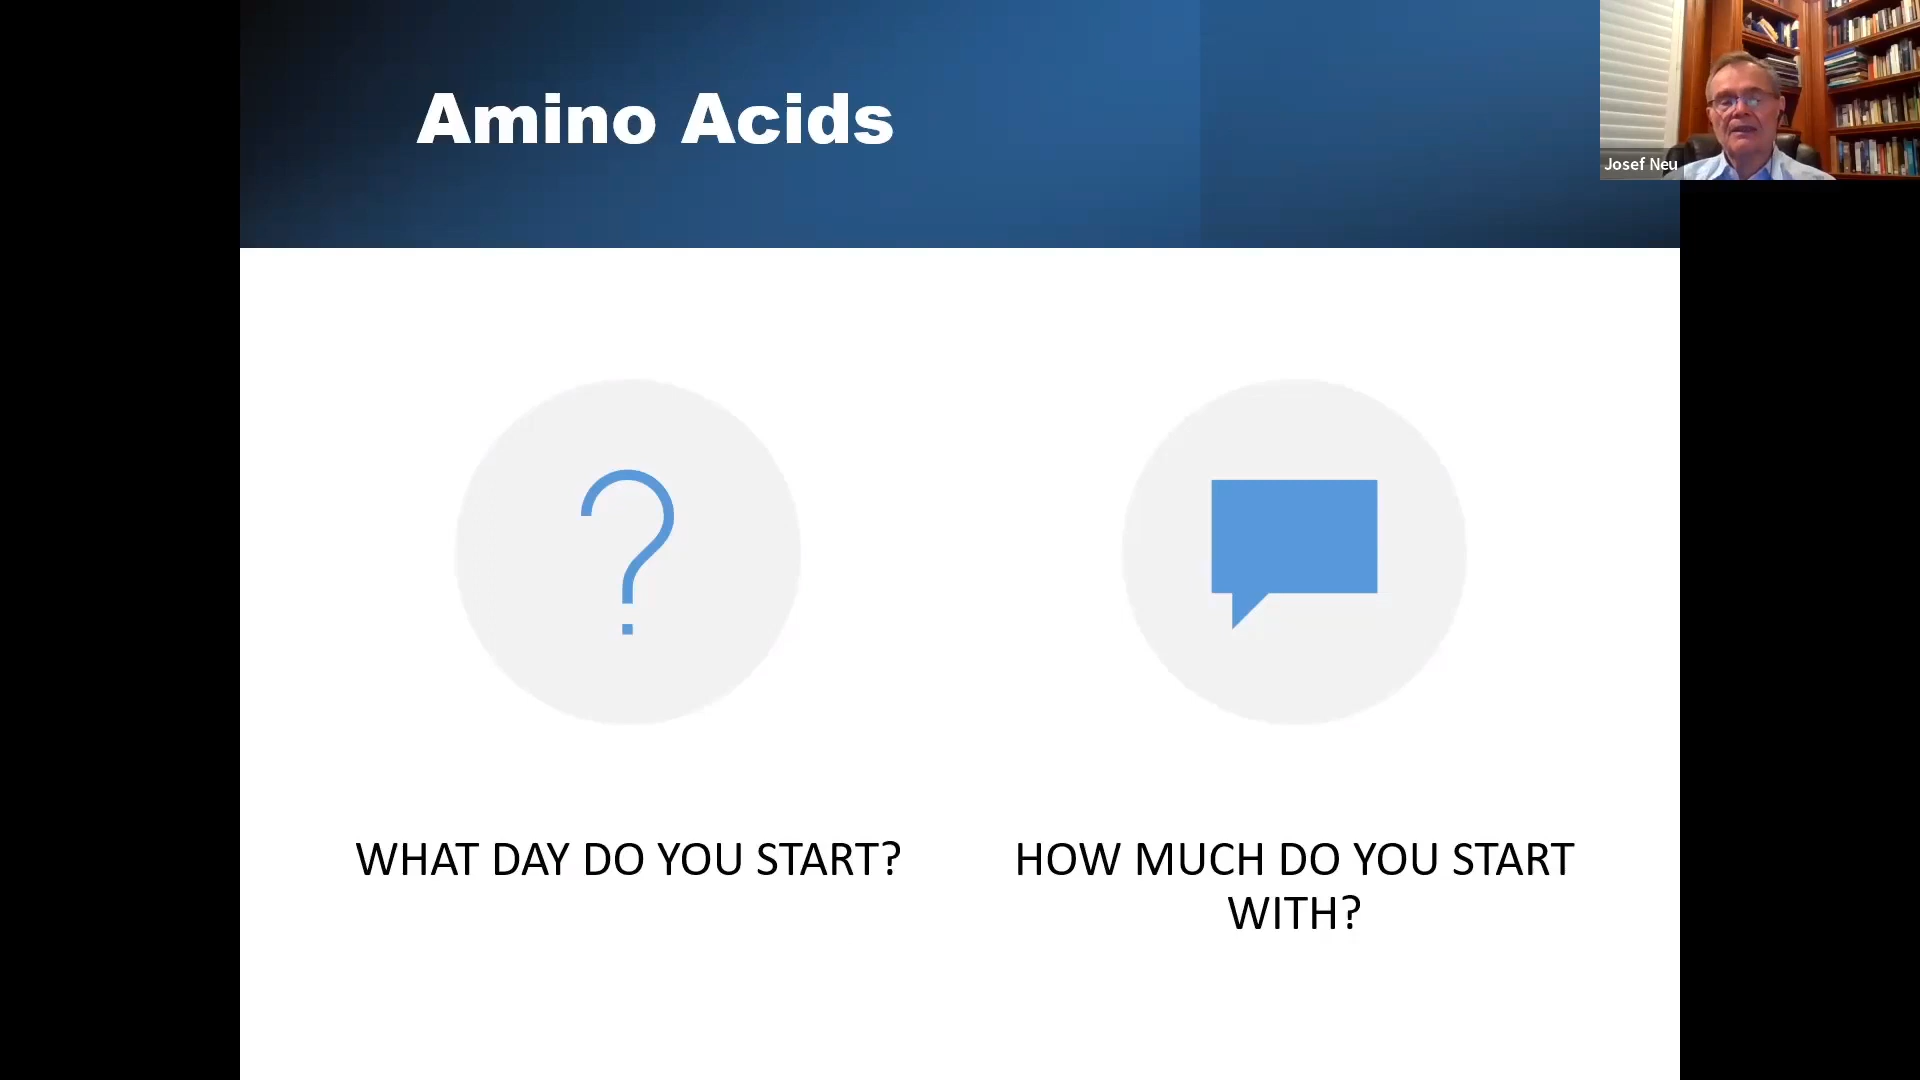 Amino Acids
Josef Neu
WHAT DAY DO YOU START?
HOW MUCH DO YOU START
WITH?